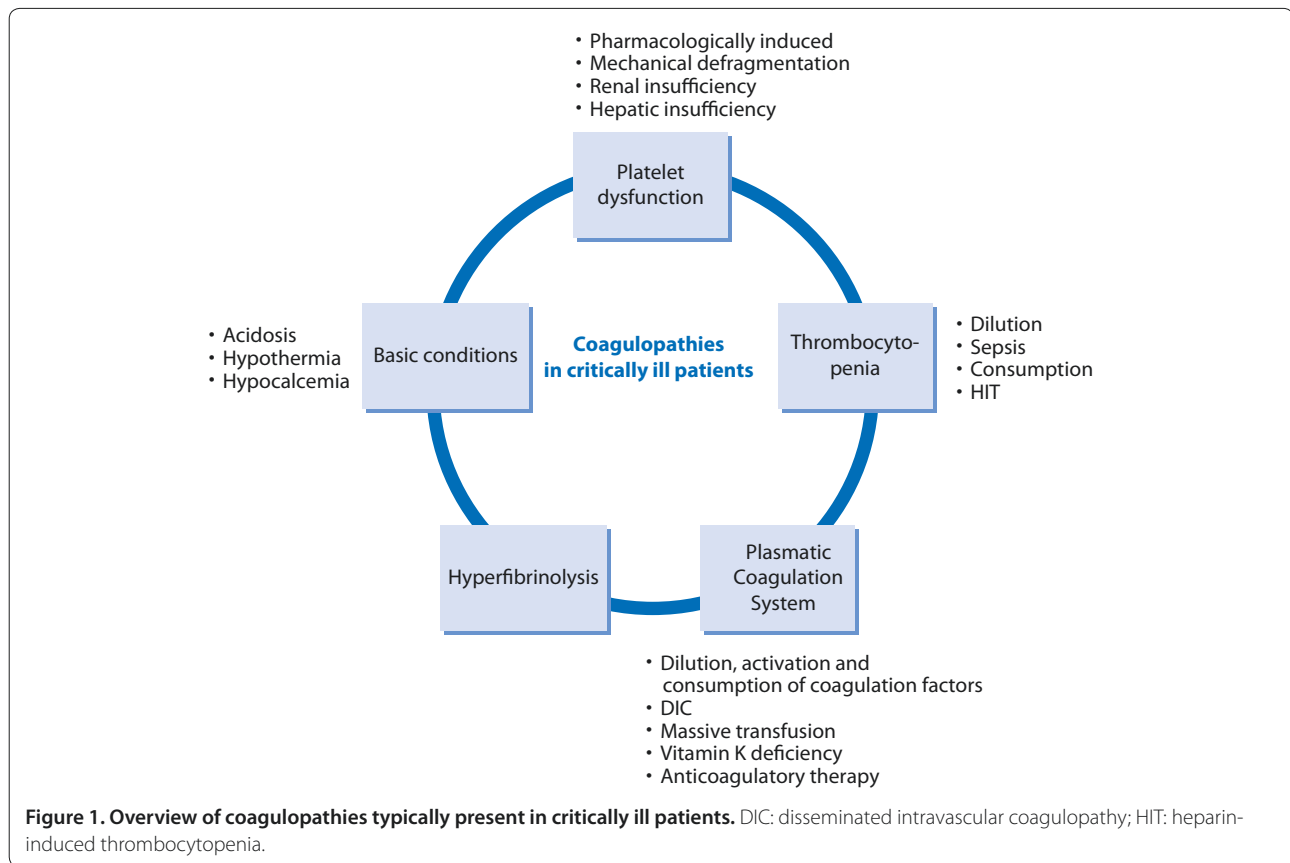 • Pharmacologically induced
• Mechanical defragmentation
• Renal insufficiency
• Hepatic insufficiency
Platelet
dysfunction
• Acidosis
• Hypothermia
• Hypocalcemia
Basic conditions
Coagulopathies
in critically ill patients
Thrombocyto-
penia
• Dilution
• Sepsis
• Consumption
• HIT
Hyperfibrinolysis
Plasmatic
Coagulation
System
• Dilution, activation and
consumption of coagulation factors
• DIC
• Massive transfusion
• Vitamin K deficiency
• Anticoagulatory therapy
Figure 1. Overview of coagulopathies typically present in critically ill patients. DIC: disseminated intravascular coagulopathy; HIT: heparin-
induced thrombocytopenia.